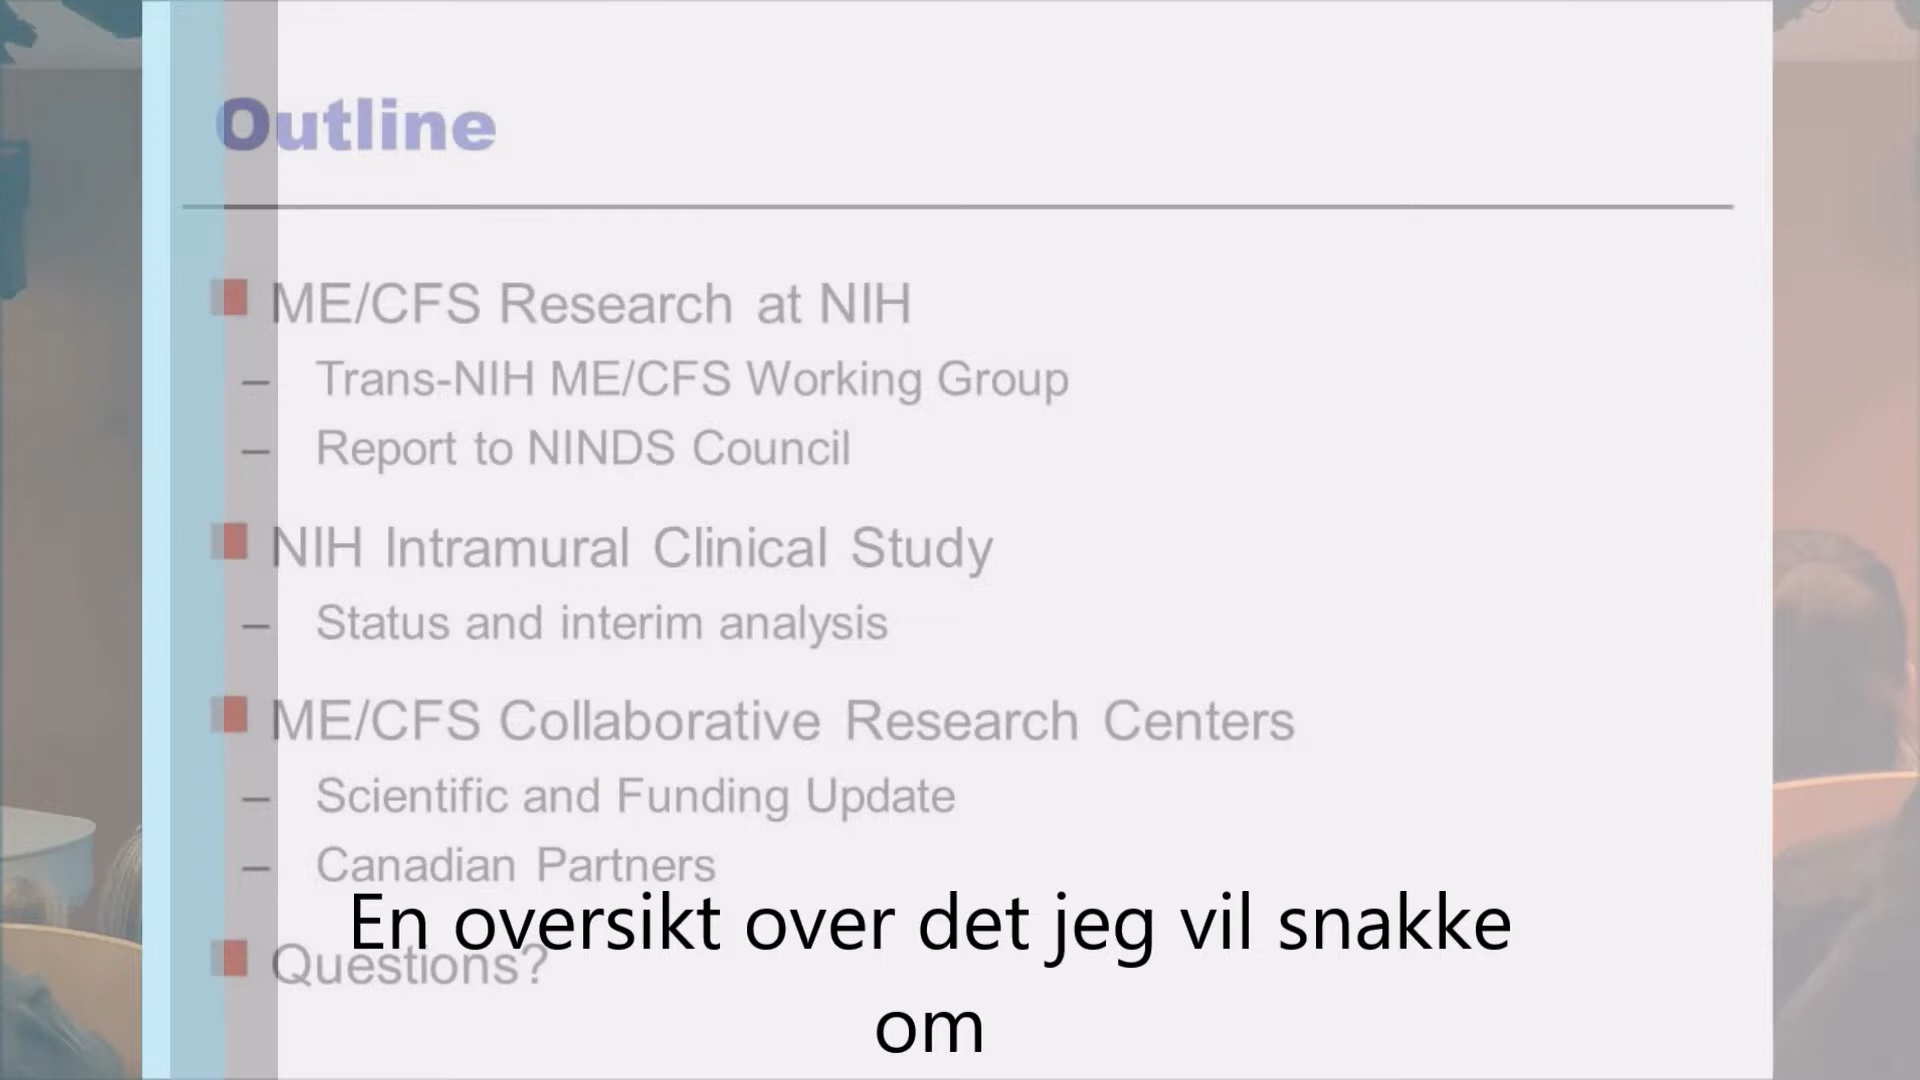 Outline
ME/CFS Research at NIH
– Trans-NIH ME/CFS Working Group
– Report to NINDS Council
NIH Intramural Clinical Study
– Status and interim analysis
ME/CFS Collaborative Research Centers
– Scientific and Funding Update
– Canadian Partners
Questions?
En oversikt over det jeg vil snakke
om